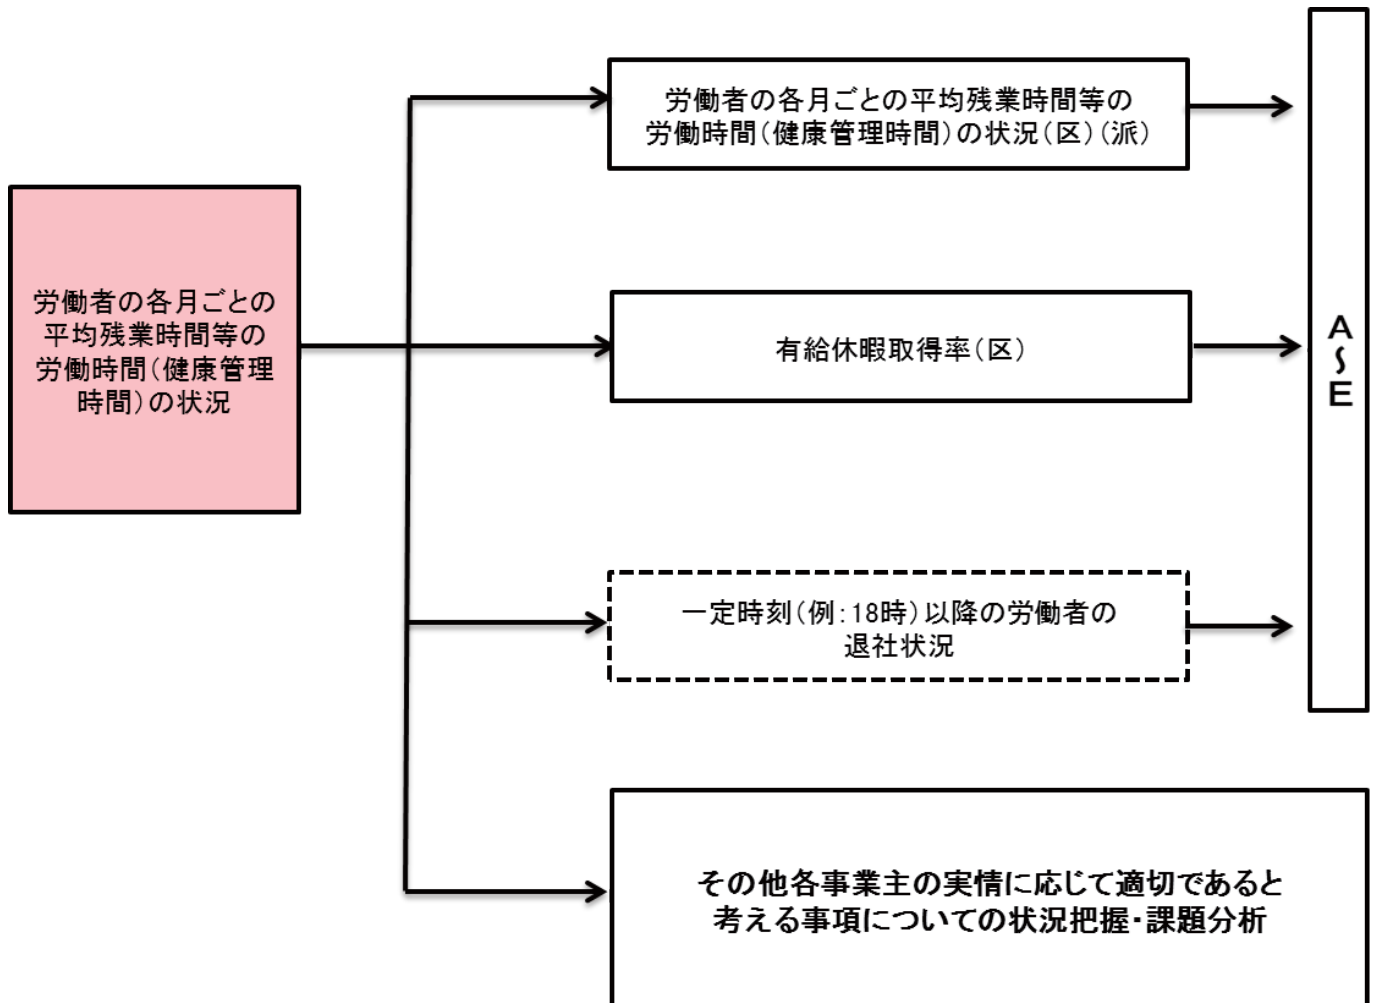 労働者の各月ごとの平均残業時間等の
労働時間(健康管理時間)の状況(区)(派)
労働者の各月ごとの
平均残業時間等の
労働時間(健康管理
時間)の状況
有給休暇取得率(区)
A
〜
E
一定時刻(例:18時)以降の労働者の
退社状況
その他各事業主の実情に応じて適切であると
考える事項についての状況把握・課題分析